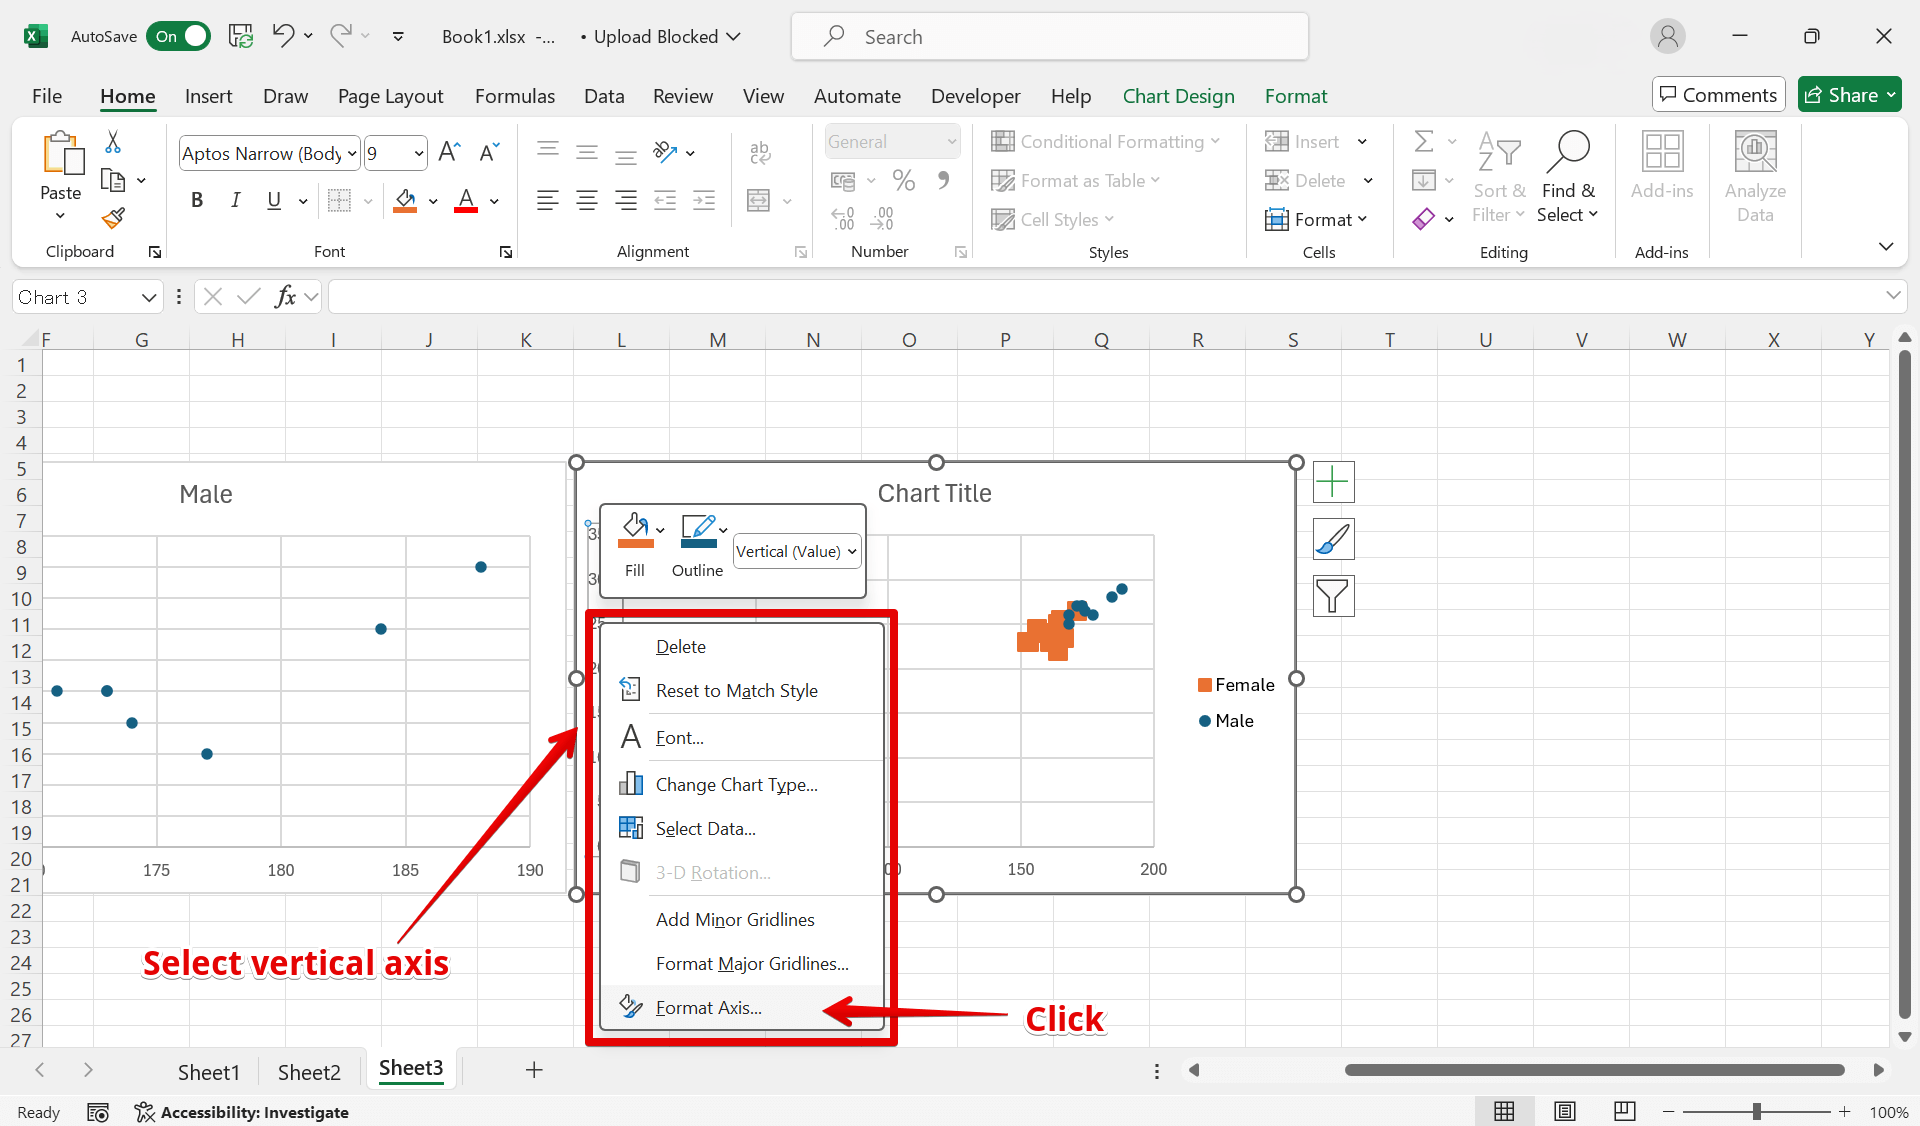 AutoSave On Book1.xlsx -... • Upload Blocked Search
File Home Insert Draw Page Layout Formulas Data Review View Automate Developer Help Chart Design Format Comments Share
Paste
Clipboard
Aptos Narrow (Body 9
B I U A
Font
ab
Alignment
General
% 9
Number
Conditional Formatting
Format as Table
Cell Styles
Styles
Insert
Delete
Format
Cells
Sort & Filter
Find & Select
Editing
Add-ins
Add-ins
Analyze Data
Chart 3 fx
F G H I J K L M N O P Q R S T U V W X Y
1
2
3
4
5
6
7
8
9
10
11
12
13
14
15
16
17
18
19
20
21
22
23
24
25
26
27
Male
175 180 185 190
Chart Title
Fill Outline Vertical (Value)
Delete
Reset to Match Style
Font...
Change Chart Type...
Select Data...
3-D Rotation...
Add Minor Gridlines
Format Major Gridlines...
Format Axis...
Female
Male
150 200
Select vertical axis
Click
Sheet1 Sheet2 Sheet3
Ready Accessibility: Investigate 100%